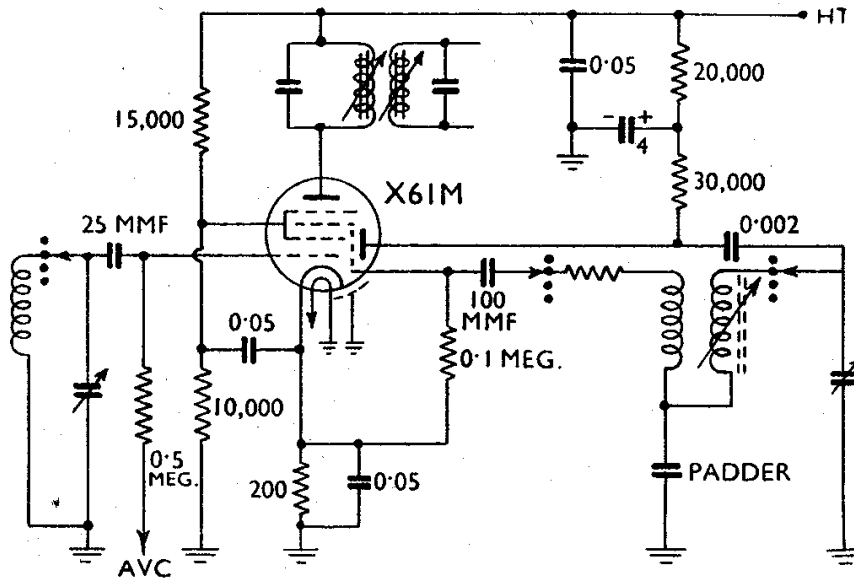 HT
0·05
20,000
15,000
- +
4
X61M
30,000
25 MMF
0·002
100
MMF
0·05
0·1 MEG.
10,000
0·5
MEG.
200
0·05
PADDER
AVC